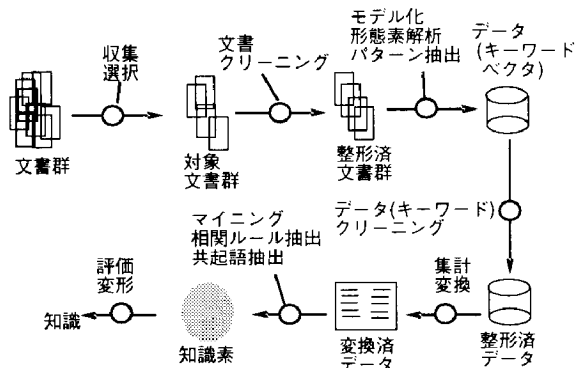 収集
選択
文書
クリーニング
モデル化
形態素解析
パターン抽出
データ
(キーワード
ベクタ)
文書群
対象
文書群
整形済
文書群
データ(キーワード)
クリーニング
マイニング
相関ルール抽出
共起語抽出
評価
変形
集計
変換
知識
知識素
変換済
データ
整形済
データ